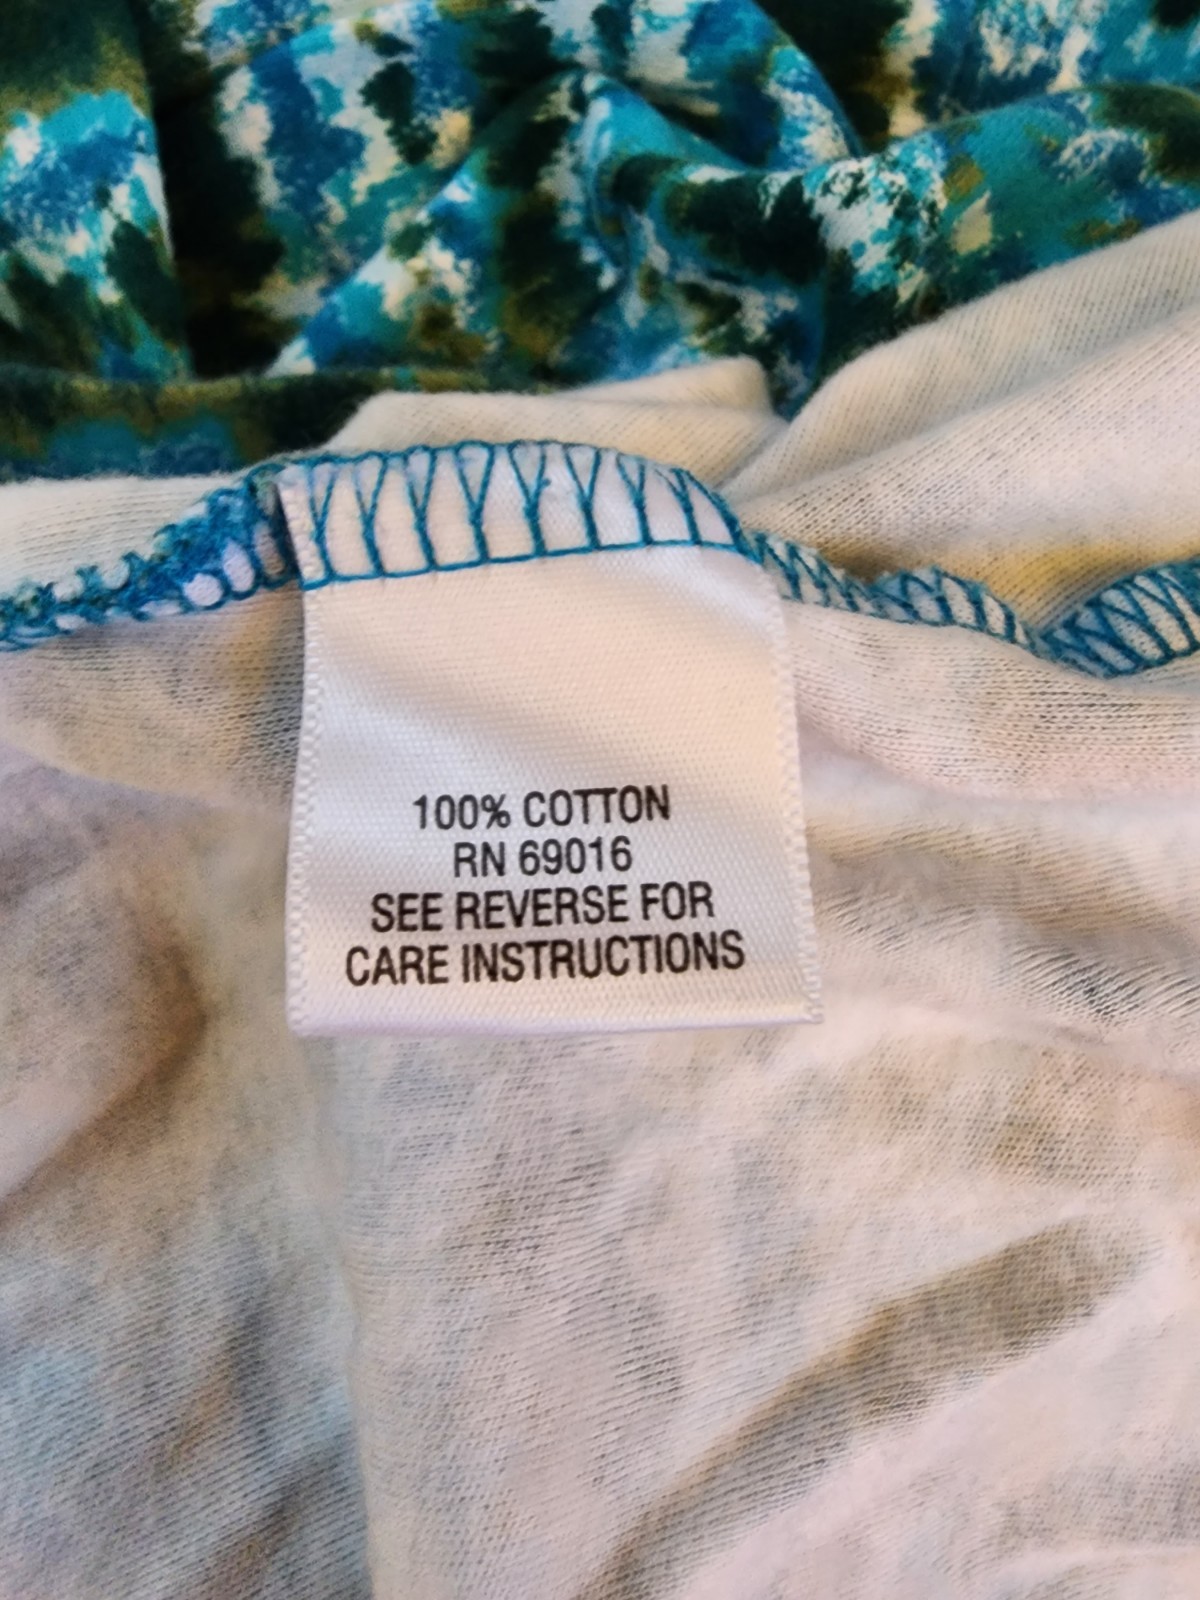 100% COTTON
RN 69016
SEE REVERSE FOR
CARE INSTRUCTIONS